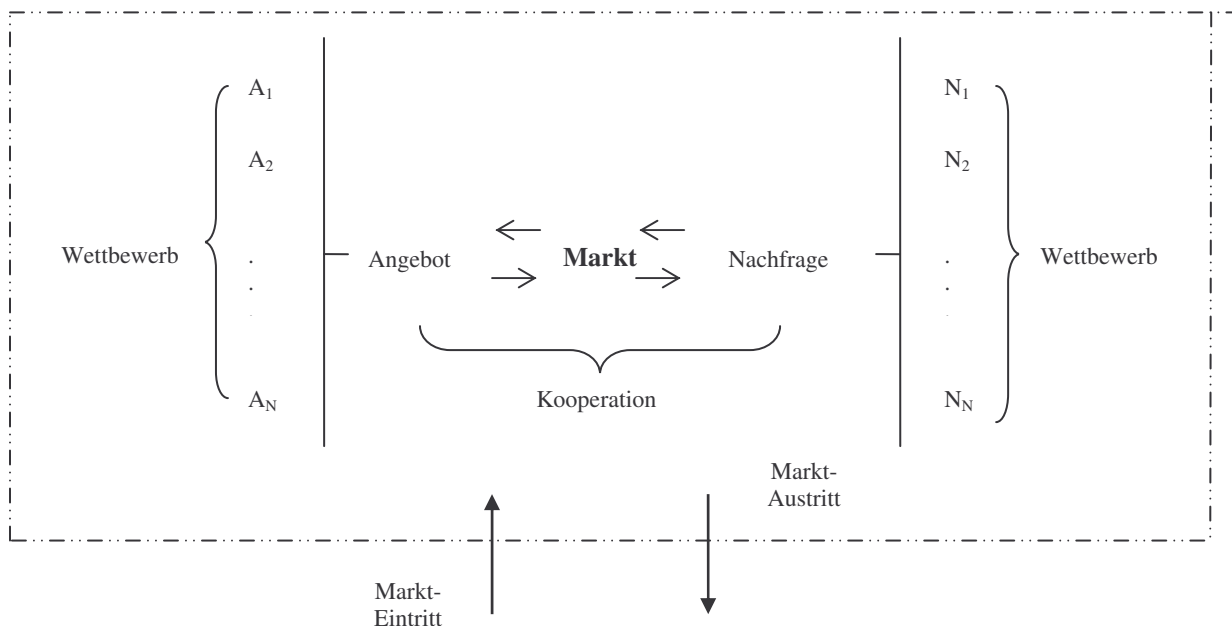 A1
N1
A2
N2
Wettbewerb
Angebot
Markt
Nachfrage
Wettbewerb
.
.
.
.
.
.
Kooperation
AN
NN
Markt-
Austritt
Markt-
Eintritt